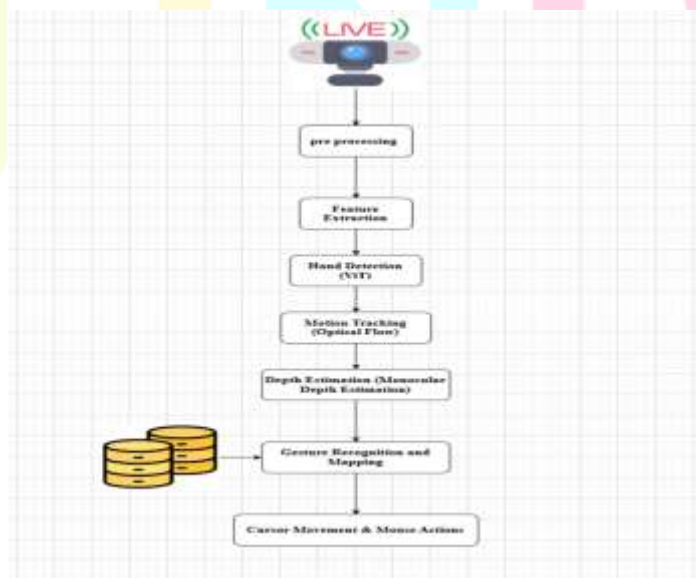 ((LIVE))
pre processing
Feature
Extraction
Hand Detection
(ViT)
Motion Tracking
(Optical Flow)
Depth Estimation (Monocular
Depth Estimation)
Gesture Recognition and
Mapping
Cursor Movement & Mouse Actions